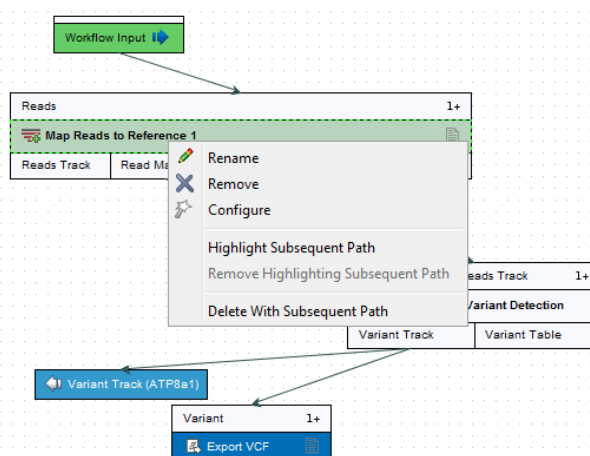 Workflow Input
Reads 1+
Map Reads to Reference 1
Reads Track Read Ma
Rename
Remove
Configure
Highlight Subsequent Path
Remove Highlighting Subsequent Path
Delete With Subsequent Path
eads Track 1+
Variant Detection
Variant Track Variant Table
Variant Track (ATP8a1)
Variant 1+
Export VCF